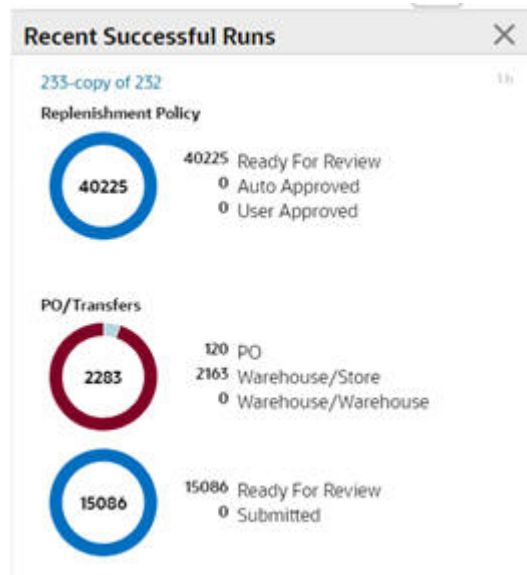 Recent Successful Runs
233-copy of 232
1h
Replenishment Policy
40225
40225 Ready For Review
0 Auto Approved
0 User Approved
PO/Transfers
2283
120 PO
2163 Warehouse/Store
0 Warehouse/Warehouse
15086
15086 Ready For Review
0 Submitted